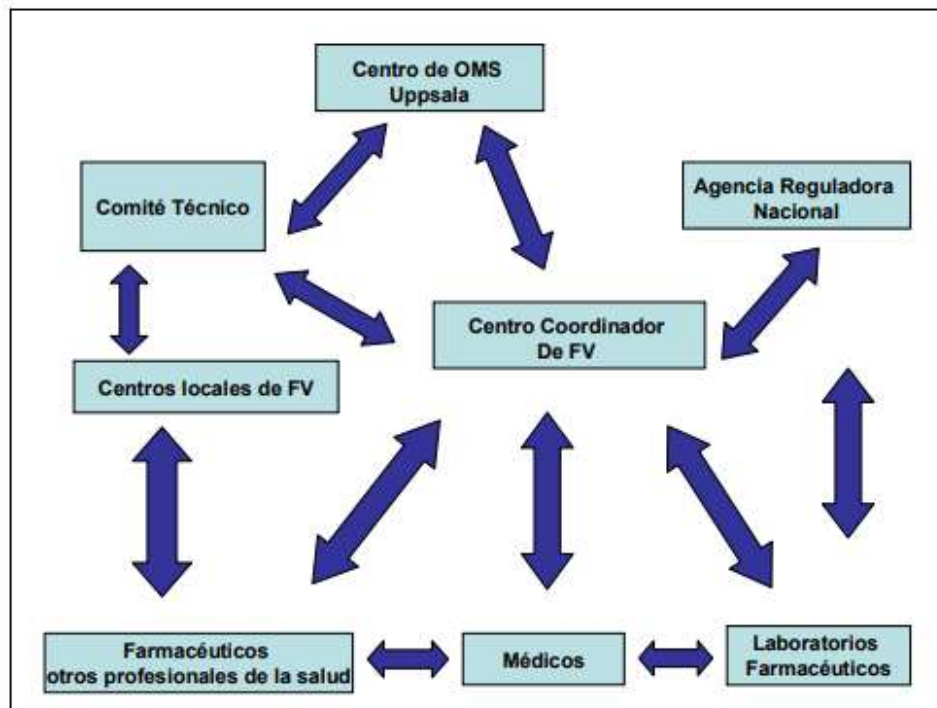 Centro de OMS
Uppsala
Comité Técnico
Agencia Reguladora
Nacional
Centro Coordinador
De FV
Centros locales de FV
Farmacéuticos
otros profesionales de la salud
Médicos
Laboratorios
Farmacéuticos